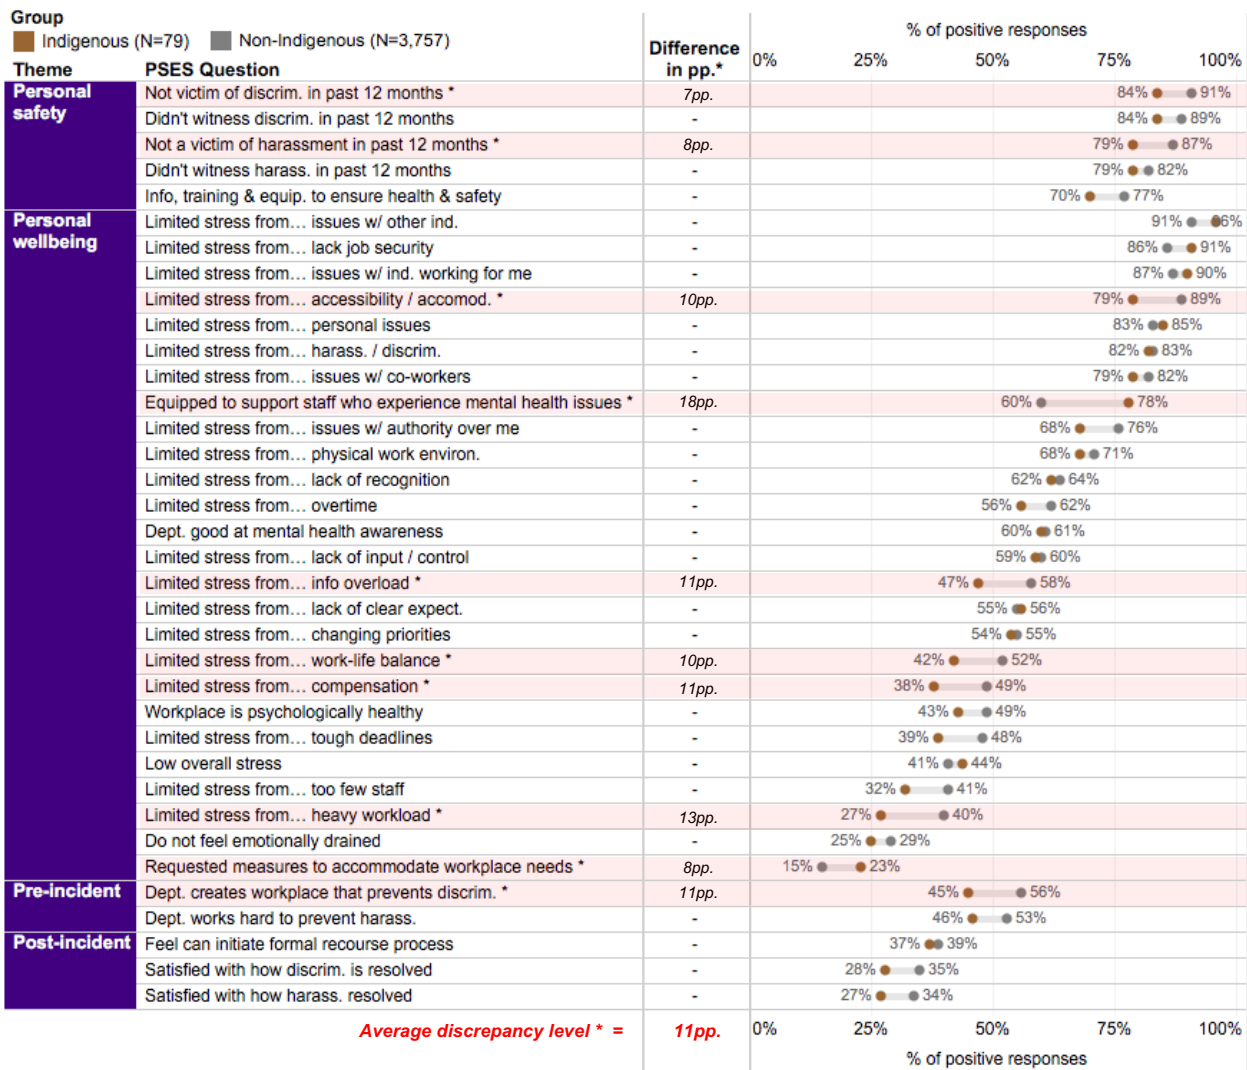 Group
Indigenous (N=79) Non-Indigenous (N=3,757)
% of positive responses
Theme PSES Question Difference in pp.* 0% 25% 50% 75% 100%
Personal safety
Not victim of discrim. in past 12 months * 7pp. 84% 91%
Didn't witness discrim. in past 12 months - 84% 89%
Not a victim of harassment in past 12 months * 8pp. 79% 87%
Didn't witness harass. in past 12 months - 79% 82%
Info, training & equip. to ensure health & safety - 70% 77%
Personal wellbeing
Limited stress from... issues w/ other ind. - 91% 96%
Limited stress from... lack job security - 86% 91%
Limited stress from... issues w/ ind. working for me - 87% 90%
Limited stress from... accessibility / accomod. * 10pp. 79% 89%
Limited stress from... personal issues - 83% 85%
Limited stress from... harass. / discrim. - 82% 83%
Limited stress from... issues w/ co-workers - 79% 82%
Equipped to support staff who experience mental health issues * 18pp. 60% 78%
Limited stress from... issues w/ authority over me - 68% 76%
Limited stress from... physical work environ. - 68% 71%
Limited stress from... lack of recognition - 62% 64%
Limited stress from... overtime - 56% 62%
Dept. good at mental health awareness - 60% 61%
Limited stress from... lack of input / control - 59% 60%
Limited stress from... info overload * 11pp. 47% 58%
Limited stress from... lack of clear expect. - 55% 56%
Limited stress from... changing priorities - 54% 55%
Limited stress from... work-life balance * 10pp. 42% 52%
Limited stress from... compensation * 11pp. 38% 49%
Workplace is psychologically healthy - 43% 49%
Limited stress from... tough deadlines - 39% 48%
Low overall stress - 41% 44%
Limited stress from... too few staff - 32% 41%
Limited stress from... heavy workload * 13pp. 27% 40%
Do not feel emotionally drained - 25% 29%
Requested measures to accommodate workplace needs * 8pp. 15% 23%
Pre-incident
Dept. creates workplace that prevents discrim. * 11pp. 45% 56%
Dept. works hard to prevent harass. - 46% 53%
Post-incident
Feel can initiate formal recourse process - 37% 39%
Satisfied with how discrim. is resolved - 28% 35%
Satisfied with how harass. resolved - 27% 34%
Average discrepancy level * = 11pp. 0% 25% 50% 75% 100%
% of positive responses